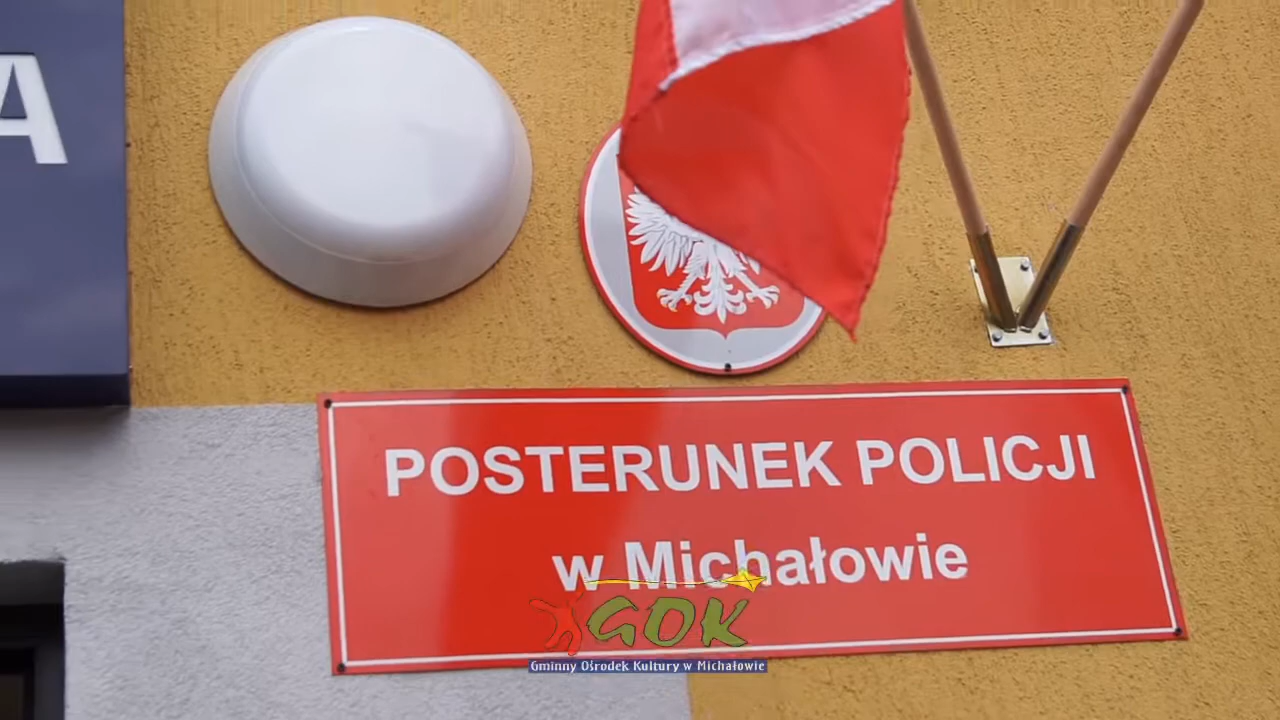 A
POSTERUNEK POLICJI
w Michałowie
GOK
Gminny Ośrodek Kultury w Michałowie